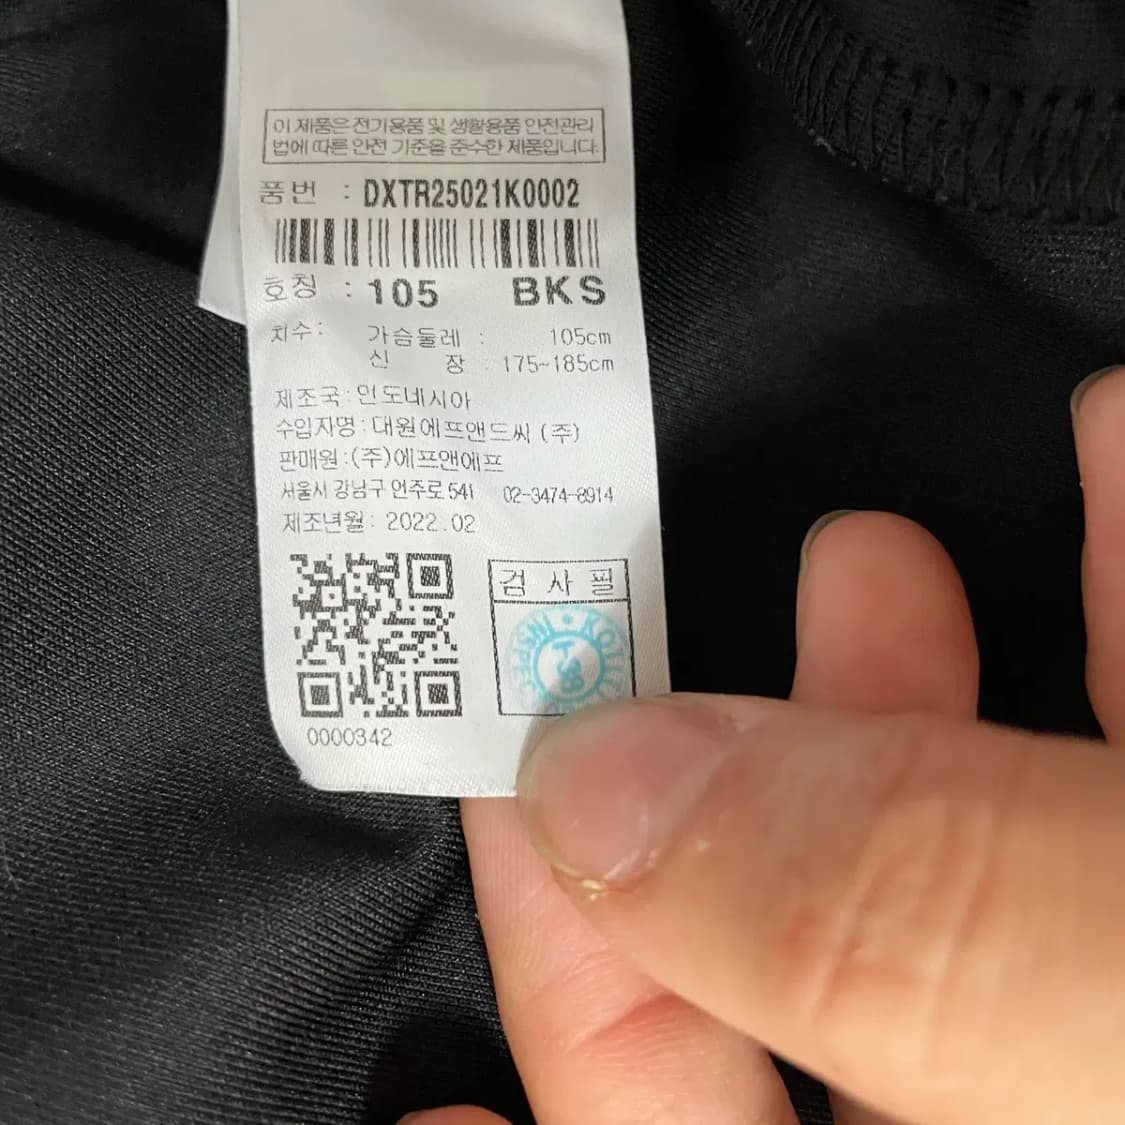 이 제품은 전기용품 및 생활용품 안전관리
법에 따른 안전 기준을 준수한 제품입니다.
품번 : DXTR25021K0002
호칭 : 105 BKS
치수: 가슴둘레 : 105cm
신 장 : 175~185cm
제조국: 인도네시아
수입자명: 대원에프앤드씨 (주)
판매원:(주)에프앤에프
서울시 강남구 언주로 541 02-3474-8914
제조년월: 2022.02
검사필
0000342